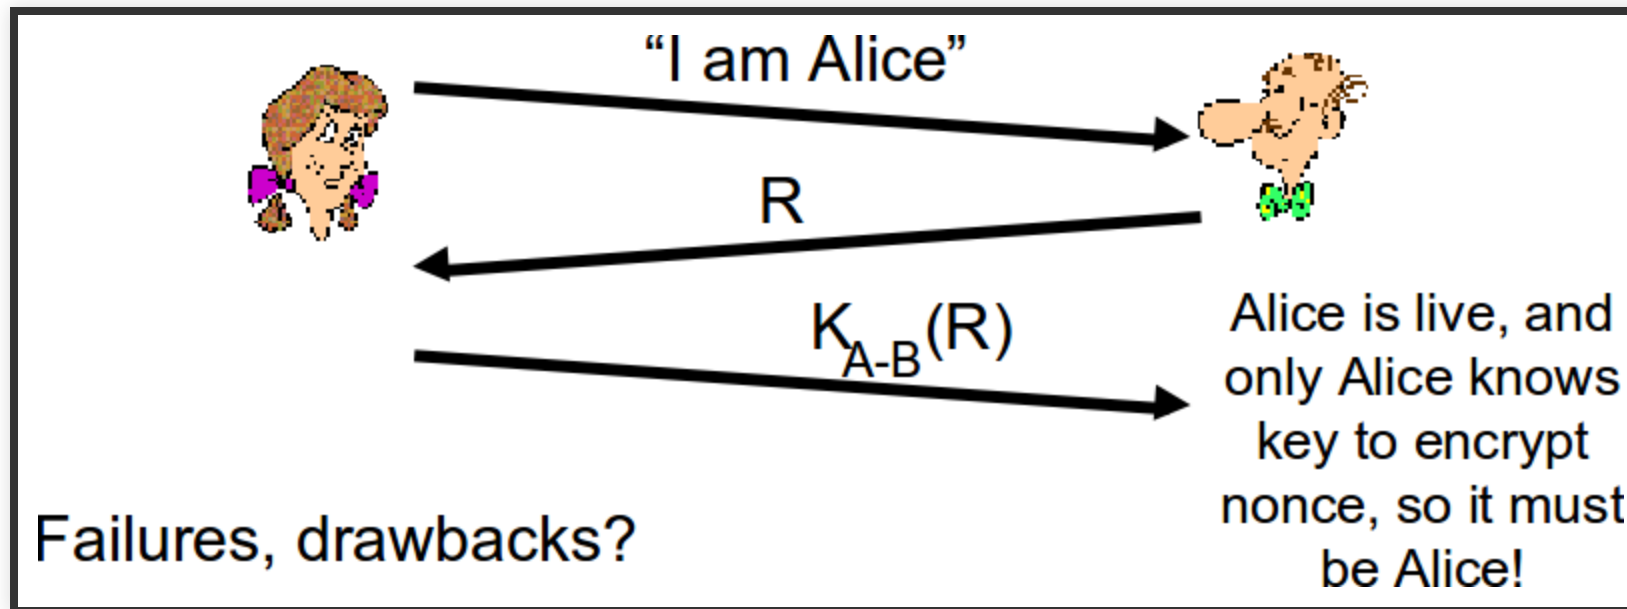 “I am Alice”
R
K_A-B(R)
Alice is live, and
only Alice knows
key to encrypt
nonce, so it must
be Alice!
Failures, drawbacks?